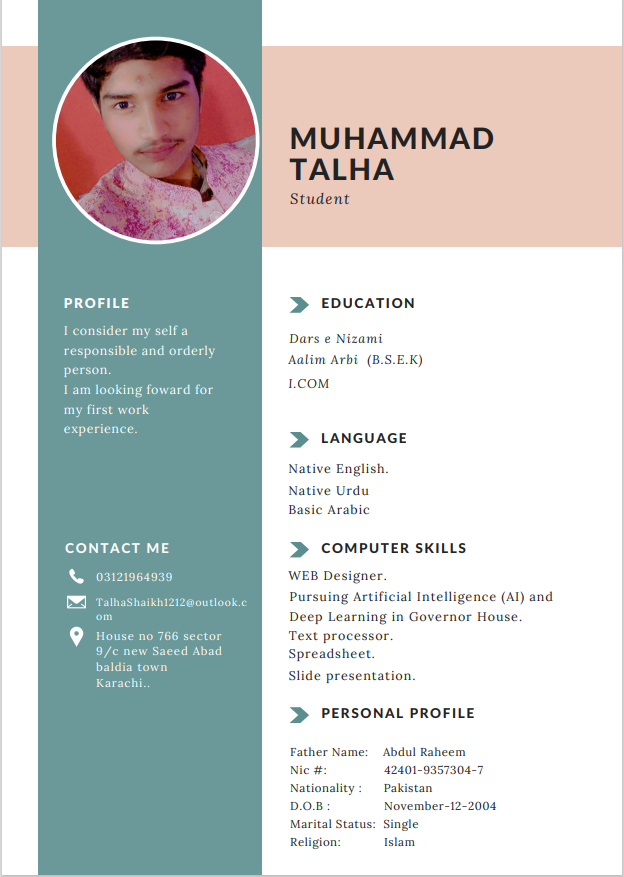 MUHAMMAD
TALHA
Student
PROFILE
I consider my self a
responsible and orderly
person.
I am looking foward for
my first work
experience.
CONTACT ME
03121964939
TalhaShaikh1212@outlook.c
om
House no 766 sector
9/c new Saeed Abad
baldia town
Karachi..
EDUCATION
Dars e Nizami
Aalim Arbi (B.S.E.K)
I.COM
LANGUAGE
Native English.
Native Urdu
Basic Arabic
COMPUTER SKILLS
WEB Designer.
Pursuing Artificial Intelligence (AI) and
Deep Learning in Governor House.
Text processor.
Spreadsheet.
Slide presentation.
PERSONAL PROFILE
Father Name: Abdul Raheem
Nic #: 42401-9357304-7
Nationality : Pakistan
D.O.B : November-12-2004
Marital Status: Single
Religion: Islam